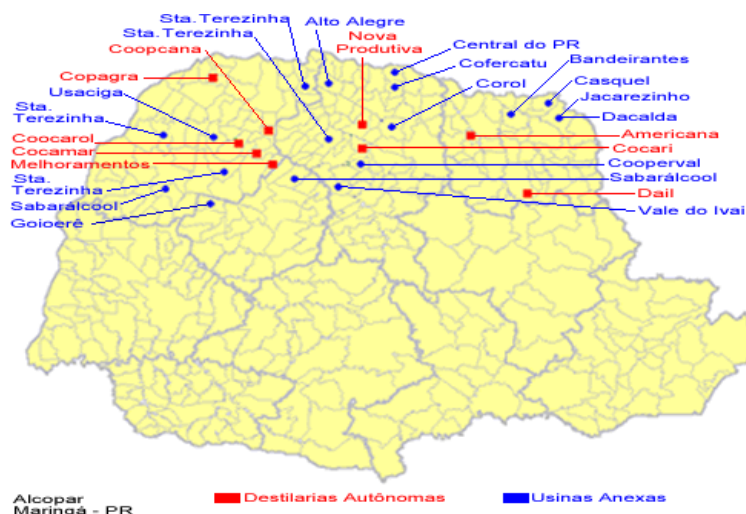 Sta.Terezinha
Alto Alegre
Sta.Terezinha
Nova
Produtiva
Coopcana
Central do PR
Cofercatu
Bandeirantes
Copagra
Corol
Casquel
Usaciga
Jacarezinho
Sta.
Terezinha
Dacalda
Coocarol
Americana
Cocamar
Cocari
Melhoramentos
Cooperval
Sta.
Terezinha
Sabarálcool
Dail
Sabarálcool
Vale do Ivai
Goioerê
Alcopar
Maringá - PR
Destilarias Autônomas
Usinas Anexas